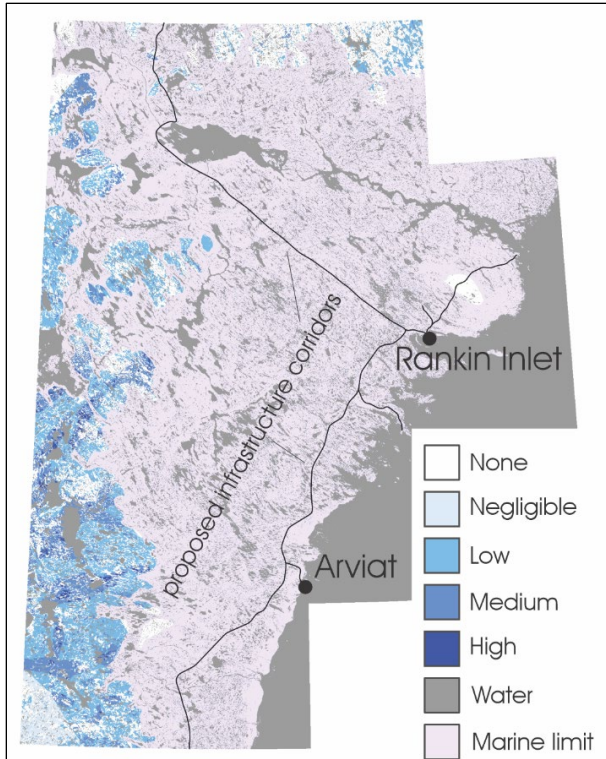 proposed infrastructure corridors
Rankin Inlet
Arviat
None
Negligible
Low
Medium
High
Water
Marine limit